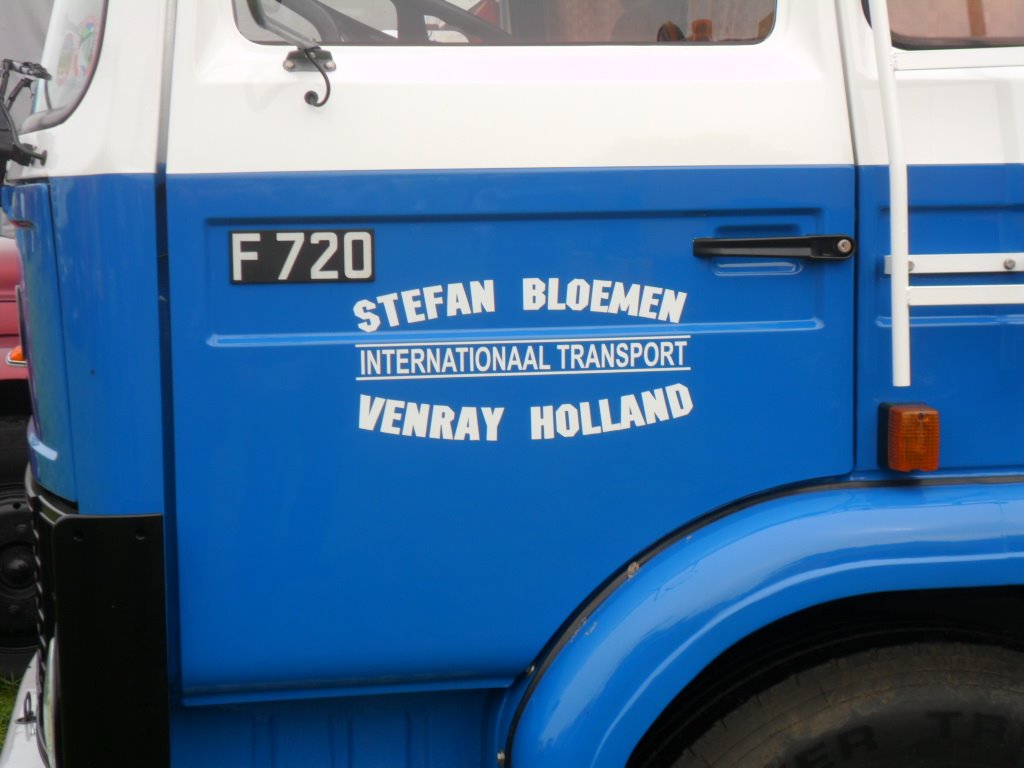 F 720
STEFAN BLOEMEN
INTERNATIONAAL TRANSPORT
VENRAY HOLLAND